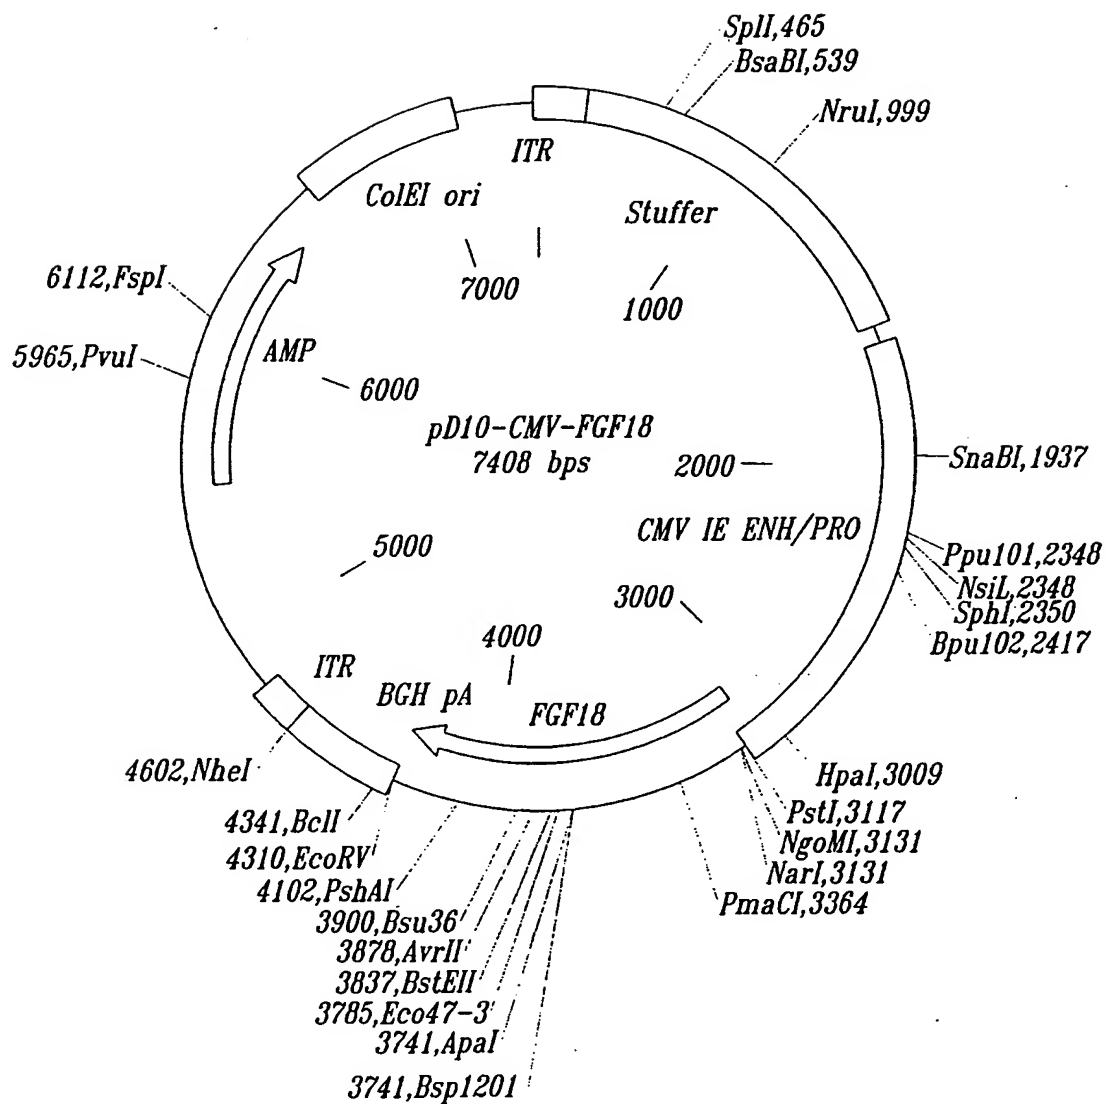 SplI,465
BsaBI,539
NruI,999
ITR
ColEI ori
Stuffer
7000
1000
6112,FspI
5965,PvuI
AMP
6000
pD10-CMV-FGF18
7408 bps
2000
SnaBI,1937
CMV IE ENH/PRO
5000
Ppu101,2348
NsiL,2348
SphI,2350
Bpu102,2417
3000
4000
ITR
BGH pA
FGF18
4602,NheI
HpaI,3009
PstI,3117
NgoMI,3131
NarI,3131
PmaCI,3364
4341,BclI
4310,EcoRV
4102,PshAI
3900,Bsu36
3878,AvrII
3837,BstEII
3785,Eco47-3
3741,ApaI
3741,Bsp1201